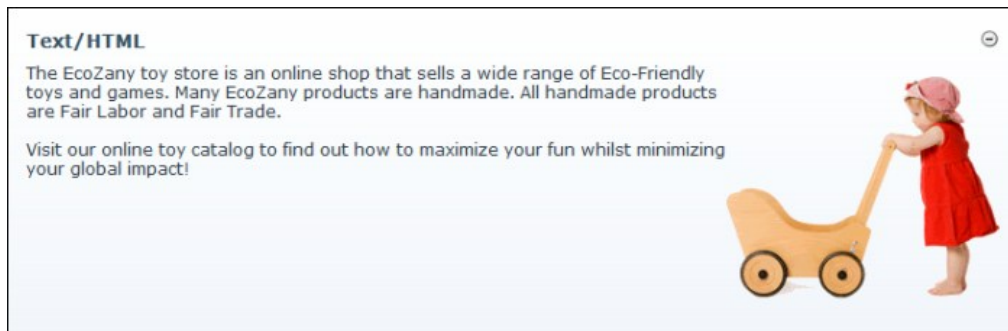 Text/HTML
The EcoZany toy store is an online shop that sells a wide range of Eco-Friendly
toys and games. Many EcoZany products are handmade. All handmade products
are Fair Labor and Fair Trade.
Visit our online toy catalog to find out how to maximize your fun whilst minimizing
your global impact!